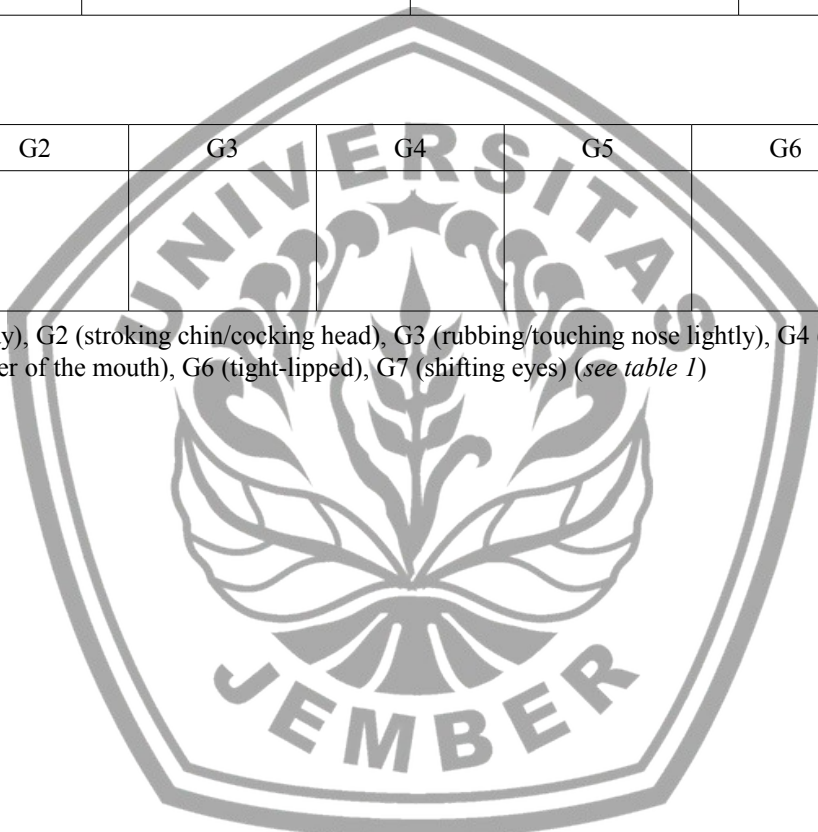 G2 G3 G4 G5 G6
UNIVERSITAS
y), G2 (stroking chin/cocking head), G3 (rubbing/touching nose lightly), G4 (
er of the mouth), G6 (tight-lipped), G7 (shifting eyes) (see table 1)
JEMBER